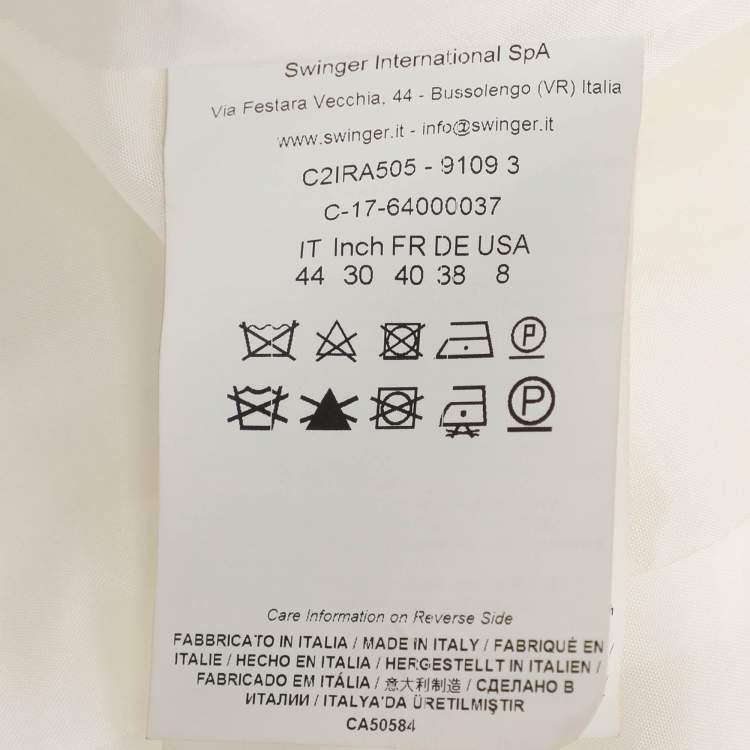 Swinger International SpA
Via Festara Vecchia, 44 - Bussolengo (VR) Italia
www.swinger.it - info@swinger.it
C2IRA505 - 9109 3
C-17-64000037
IT Inch FR DE USA
44 30 40 38 8
P
P
Care Information on Reverse Side
FABBRICATO IN ITALIA / MADE IN ITALY / FABRIQUÉ EN
ITALIE / HECHO EN ITALIA / HERGESTELLT IN ITALIEN /
FABRICADO EM ITÁLIA / 意大利制造 / СДЕЛАНО В
ИТАЛИИ / ITALYA'DA ÜRETILMIŞTIR
CA50584